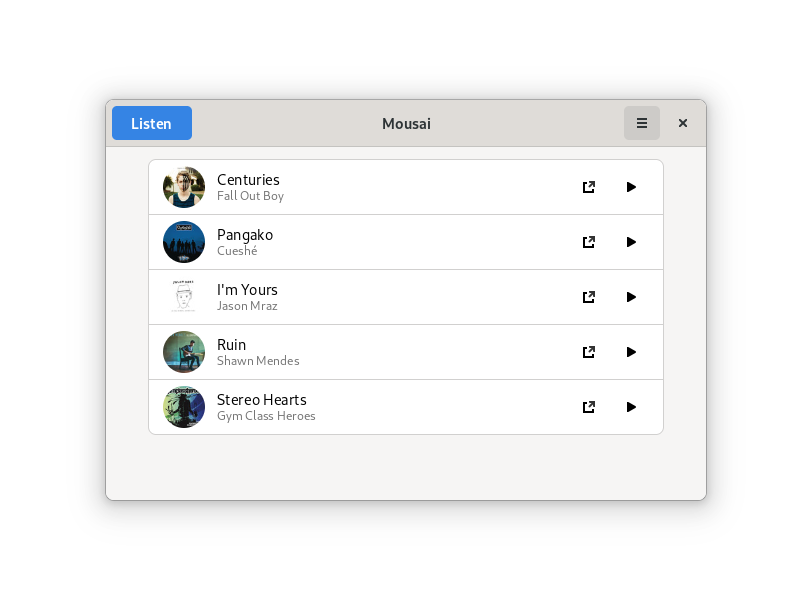 Listen
Mousai
Centuries
Fall Out Boy
Pangako
Cueshé
I'm Yours
Jason Mraz
Ruin
Shawn Mendes
Stereo Hearts
Gym Class Heroes